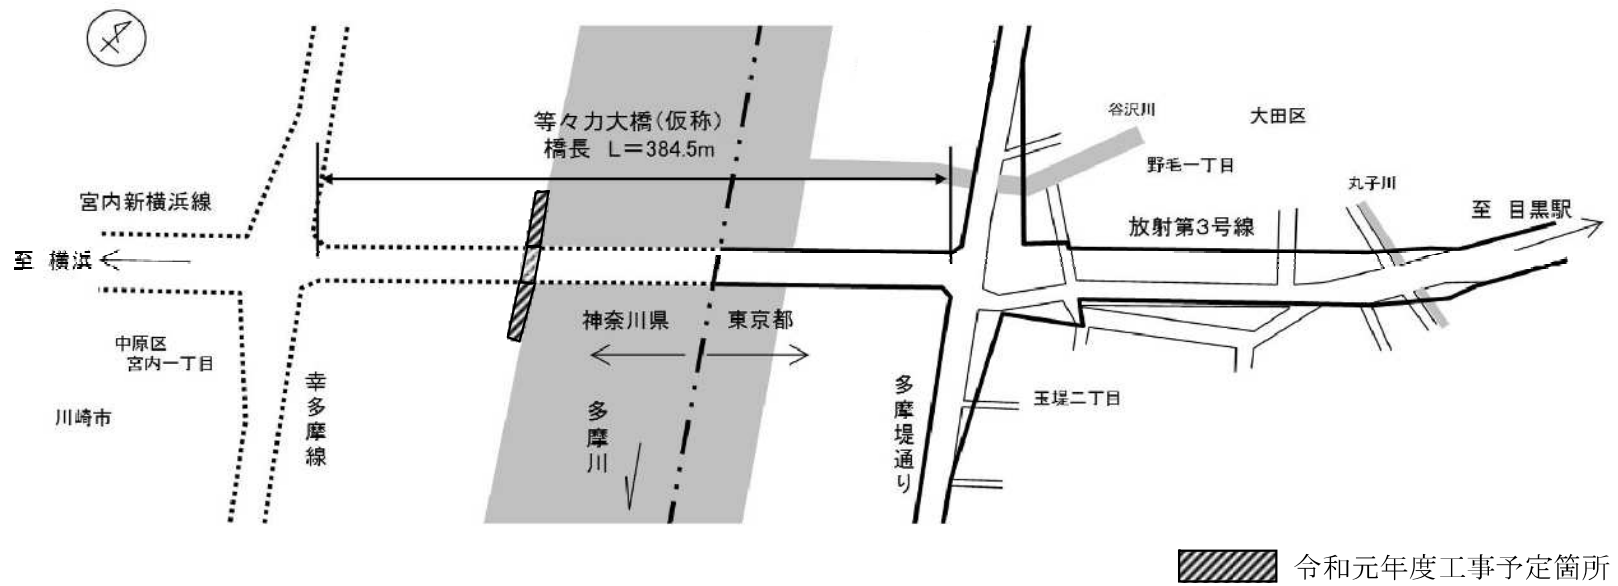 等々力大橋(仮称)
橋長 L=384.5m
谷沢川
大田区
野毛一丁目
丸子川
宮内新横浜線
至 目黒駅
放射第3号線
至 横浜
神奈川県
東京都
中原区
宮内一丁目
川崎市
幸多摩線
多摩川
多摩堤通り
玉堤二丁目
令和元年度工事予定箇所